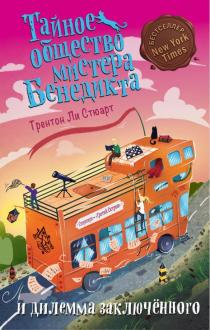 Тайное
общество
мистера
Бенедикта
БЕСТСЕЛЛЕР
New York
Times
Трентон Ли Стюарт
и дилемма заключённого